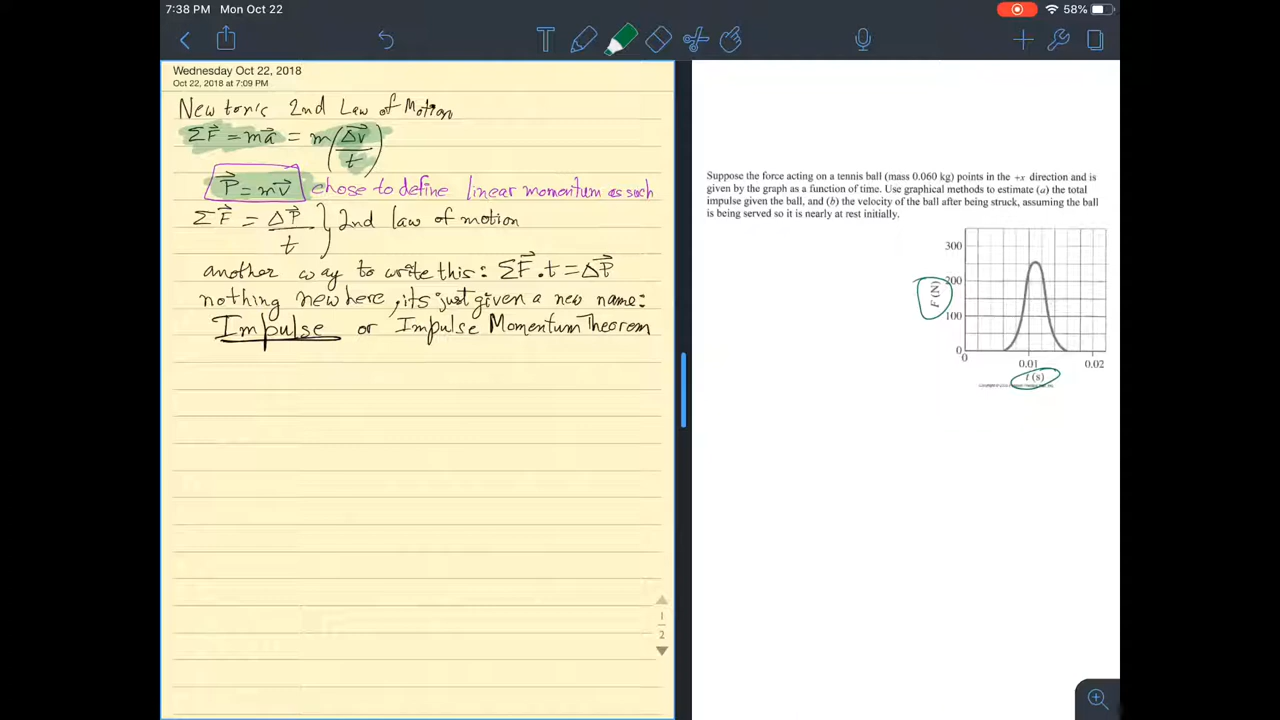 7:38 PM Mon Oct 22
58%
Wednesday Oct 22, 2018
Oct 22, 2018 at 7:09 PM
Newtonic 2nd Law of Motion
ΣF⃗ = ma⃗ = m(Δv⃗/t)
P⃗ = mv⃗ chose to define linear momentum as such
ΣF⃗ = ΔP⃗/t } 2nd law of motion
another way to write this: ΣF⃗ . t = ΔP⃗
nothing new here, its just given a new name:
Impulse or Impulse Momentum Theorem
1/2
Suppose the force acting on a tennis ball (mass 0.060 kg) points in the +x direction and is
given by the graph as a function of time. Use graphical methods to estimate (a) the total
impulse given the ball, and (b) the velocity of the ball after being struck, assuming the ball
is being served so it is nearly at rest initially.
300
200
100
0
F (N)
0
0.01
0.02
t (s)